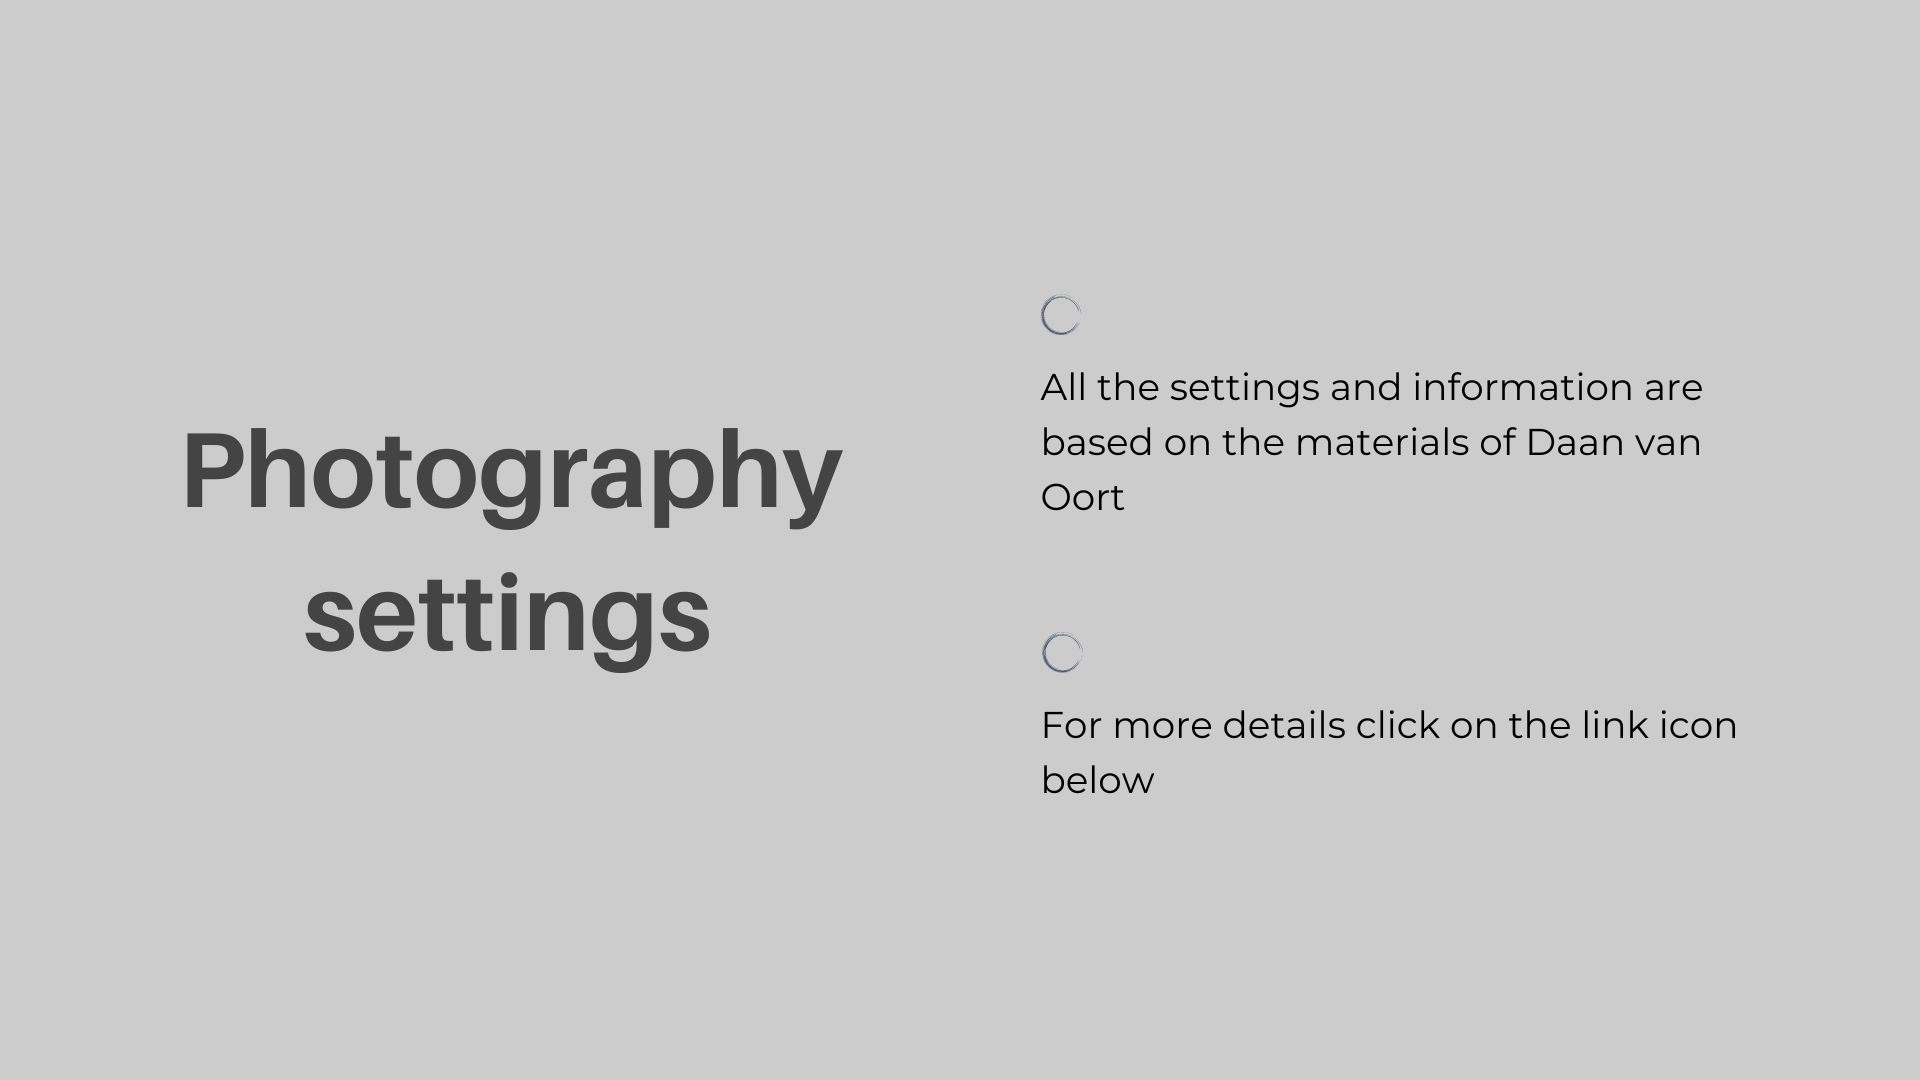 Photography
settings
All the settings and information are
based on the materials of Daan van
Oort
For more details click on the link icon
below